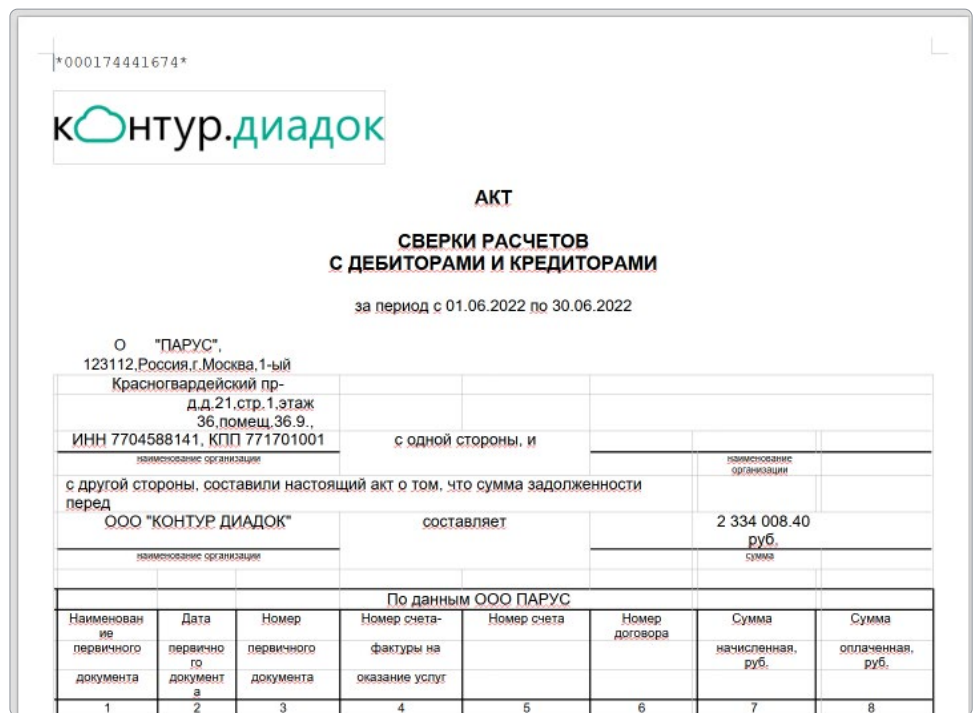 *000174441674*
кОнтур.диадок
АКТ
СВЕРКИ РАСЧЕТОВ
С ДЕБИТОРАМИ И КРЕДИТОРАМИ
за период с 01.06.2022 по 30.06.2022
О "ПАРУС",
123112,Россия,г.Москва,1-ый
Красногвардейский пр-
д,д.21,стр.1,этаж
36,помещ.36.9.,
ИНН 7704588141, КПП 771701001 с одной стороны, и
наименование организации наименование
организации
с другой стороны, составили настоящий акт о том, что сумма задолженности
перед
ООО "КОНТУР ДИАДОК" составляет 2 334 008.40
руб.
наименование организации сумма
По данным ООО ПАРУС
Наименован Дата Номер Номер счета- Номер счета Номер Сумма Сумма
ие договора
первичного первично первичного фактуры на начисленная, оплаченная,
го руб. руб.
документа документ документа оказание услуг
а
1 2 3 4 5 6 7 8